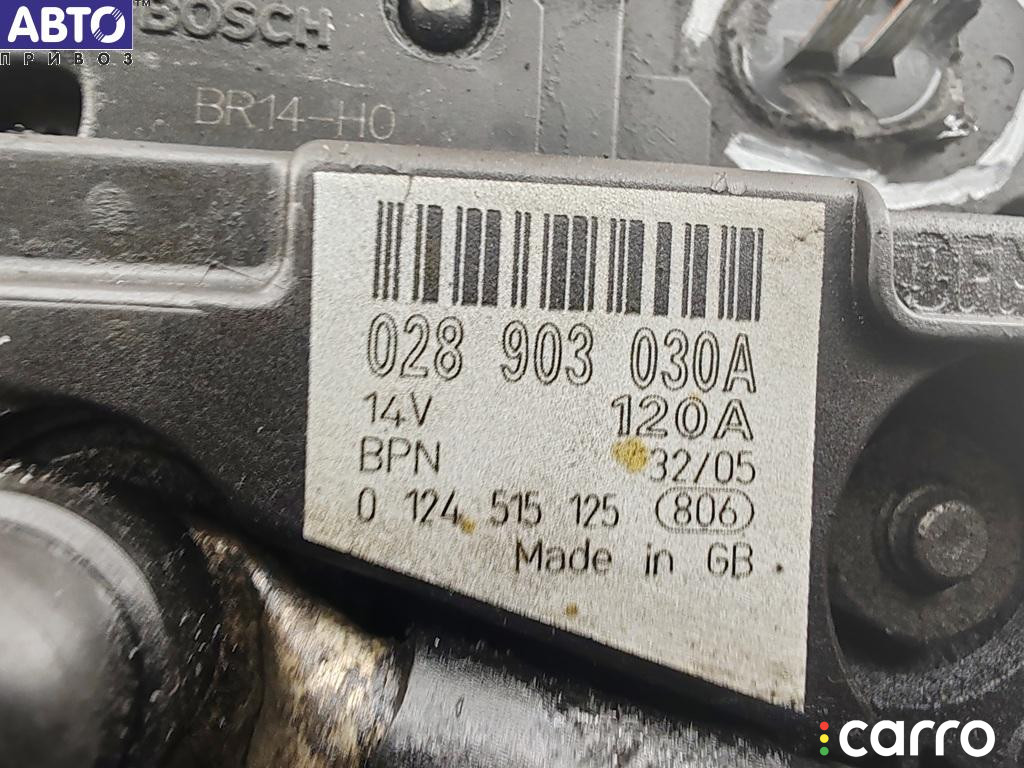 АВТО™
ПРИВОЗ
BOSCH
BR14-H0
028 903 030A
14V 120A
BPN 32/05
0 124 515 125 806
Made in GB
carro